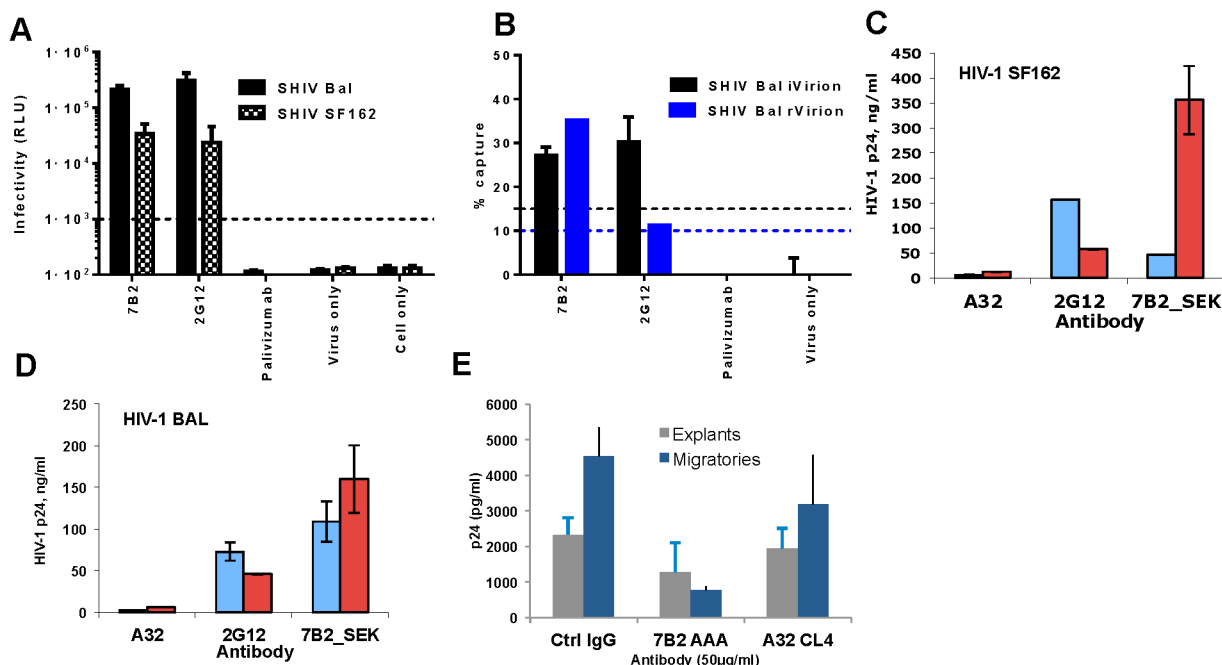 A
Infectivity (RLU)
1· 10⁶
1· 10⁵
1· 10⁴
1· 10³
1· 10²
SHIV Bal
SHIV SF162
7B2
2G12
Palivizumab
Virus only
Cell only
B
% capture
50
40
30
20
10
0
SHIV Bal iVirion
SHIV Bal rVirion
7B2
2G12
Palivizumab
Virus only
C
HIV-1 SF162
HIV-1 p24, ng/ml
450
400
350
300
250
200
150
100
50
0
A32 2G12 7B2_SEK
Antibody
D
HIV-1 BAL
HIV-1 p24, ng/ml
250
200
150
100
50
0
A32 2G12 7B2_SEK
Antibody
E
p24 (pg/ml)
6000
5000
4000
3000
2000
1000
0
Explants
Migratories
Ctrl IgG 7B2 AAA A32 CL4
Antibody (50µg/ml)